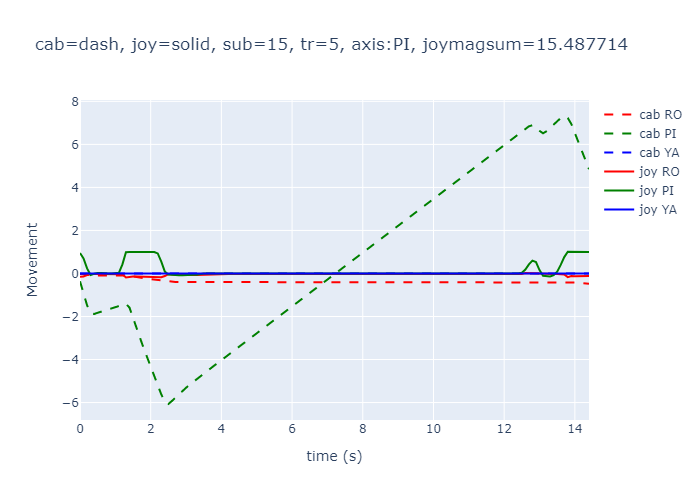 cab=dash, joy=solid, sub=15, tr=5, axis:PI, joymagsum=15.487714
8
6
4
2
0
−2
−4
−6
Movement
0 2 4 6 8 10 12 14
time (s)
cab RO
cab PI
cab YA
joy RO
joy PI
joy YA